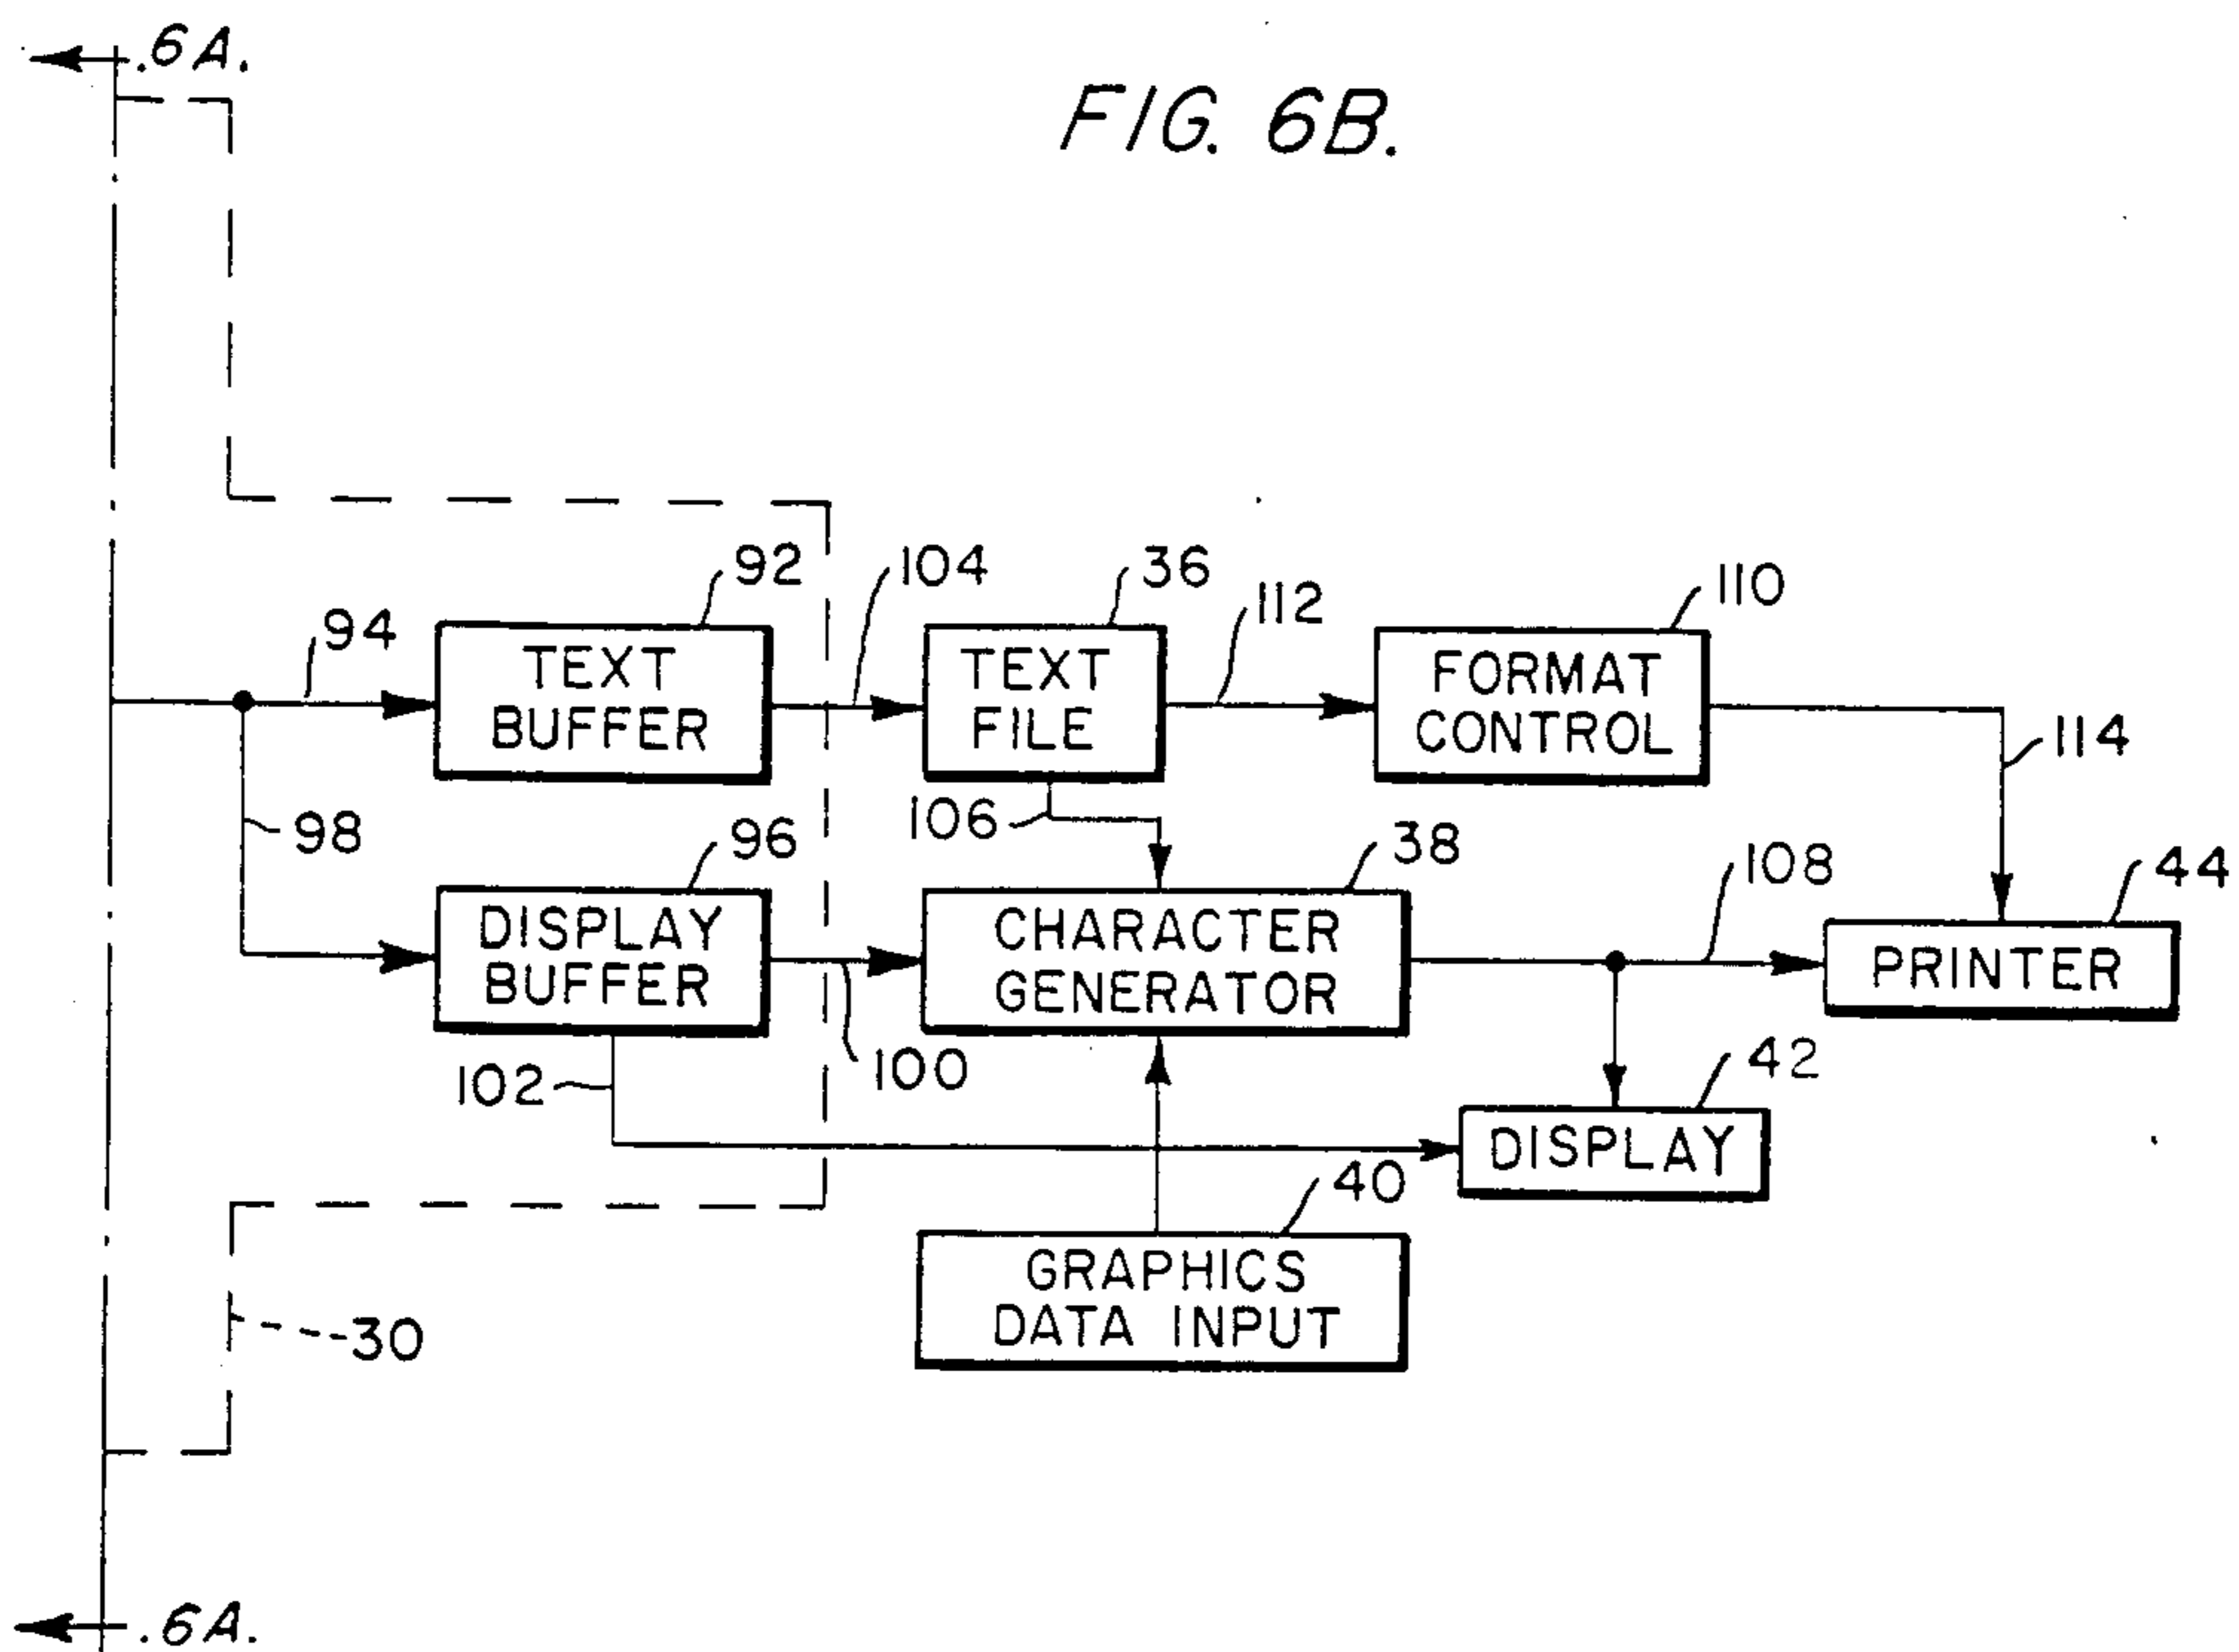 .6A.
FIG. 6B.
92
104
36
112
110
94
TEXT
BUFFER
TEXT
FILE
FORMAT
CONTROL
114
98
96
106
38
108
44
DISPLAY
BUFFER
CHARACTER
GENERATOR
PRINTER
102
100
42
DISPLAY
40
GRAPHICS
DATA INPUT
30
.6A.